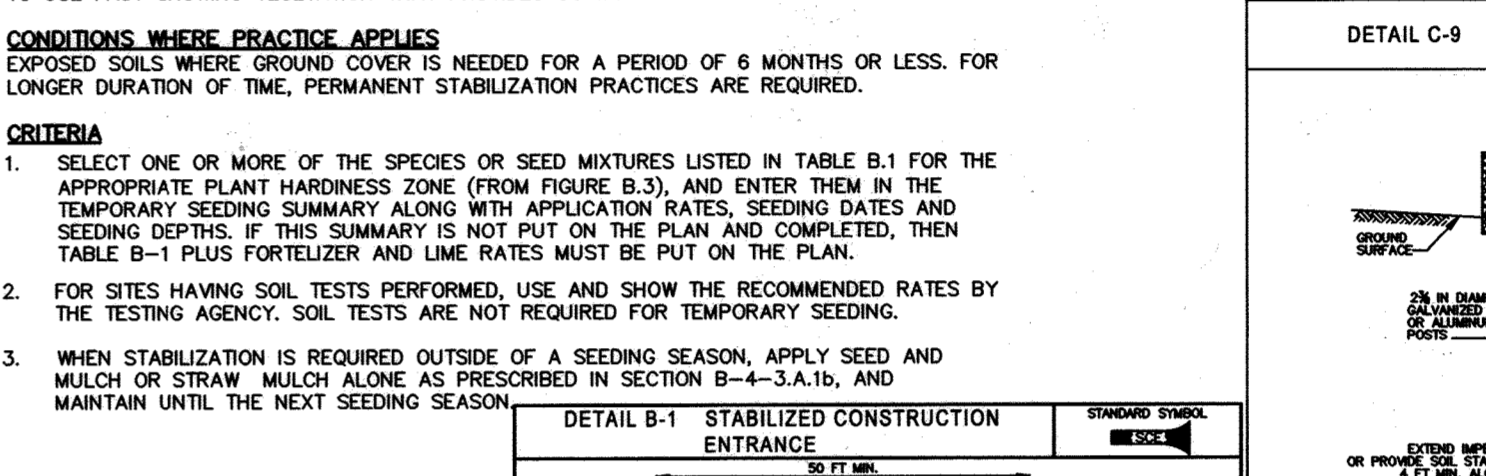 CONDITIONS WHERE PRACTICE APPLIES
EXPOSED SOILS WHERE GROUND COVER IS NEEDED FOR A PERIOD OF 6 MONTHS OR LESS. FOR
LONGER DURATION OF TIME, PERMANENT STABILIZATION PRACTICES ARE REQUIRED.
CRITERIA
1. SELECT ONE OR MORE OF THE SPECIES OR SEED MIXTURES LISTED IN TABLE B.1 FOR THE
APPROPRIATE PLANT HARDINESS ZONE (FROM FIGURE B.3), AND ENTER THEM IN THE
TEMPORARY SEEDING SUMMARY ALONG WITH APPLICATION RATES, SEEDING DATES AND
SEEDING DEPTHS. IF THIS SUMMARY IS NOT PUT ON THE PLAN AND COMPLETED, THEN
TABLE B-1 PLUS FORTELIZER AND LIME RATES MUST BE PUT ON THE PLAN.
2. FOR SITES HAVING SOIL TESTS PERFORMED, USE AND SHOW THE RECOMMENDED RATES BY
THE TESTING AGENCY. SOIL TESTS ARE NOT REQUIRED FOR TEMPORARY SEEDING.
3. WHEN STABILIZATION IS REQUIRED OUTSIDE OF A SEEDING SEASON, APPLY SEED AND
MULCH OR STRAW MULCH ALONE AS PRESCRIBED IN SECTION B-4-3.A.1b, AND
MAINTAIN UNTIL THE NEXT SEEDING SEASON.
DETAIL B-1 STABILIZED CONSTRUCTION
ENTRANCE
STANDARD SYMBOL
SCE
50 FT MIN.
DETAIL C-9
GROUND
SURFACE
2⅜ IN DIAM
GALVANIZED
OR ALUMINU
POSTS
EXTEND IMP
OR PROVIDE SOIL STA
4 FT MIN. AL